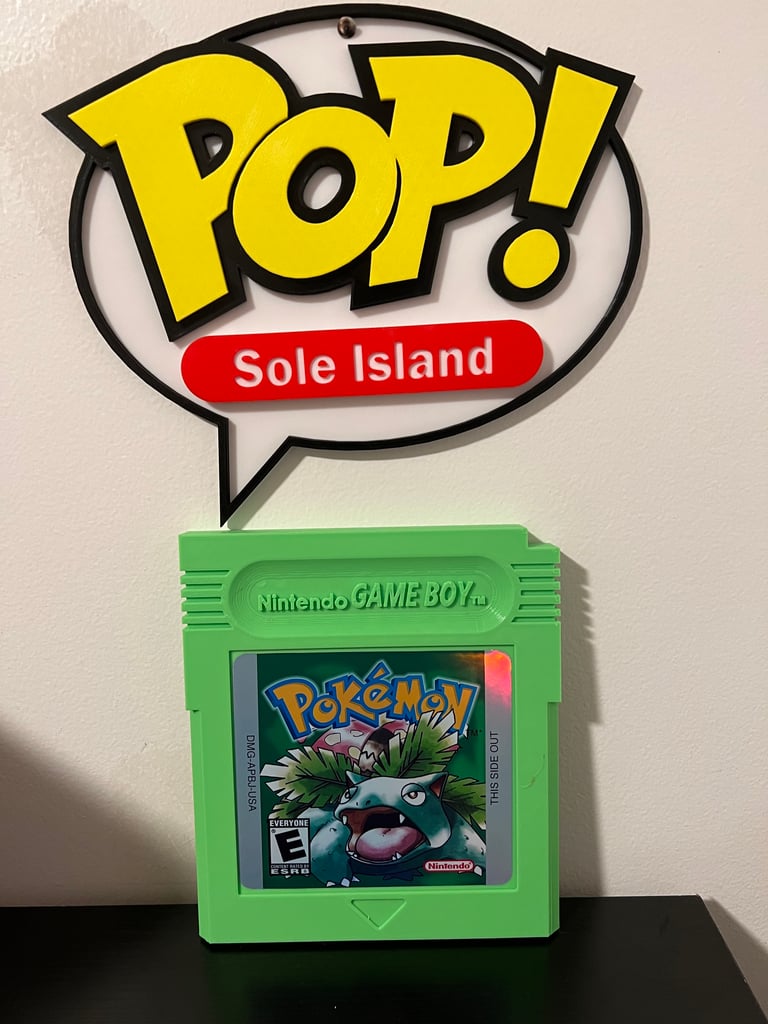 POP!
Sole Island
Nintendo GAME BOY TM
POKéMON
TM
DMG-APBJ-USA
THIS SIDE OUT
EVERYONE
E
CONTENT RATED BY
ESRB
Nintendo